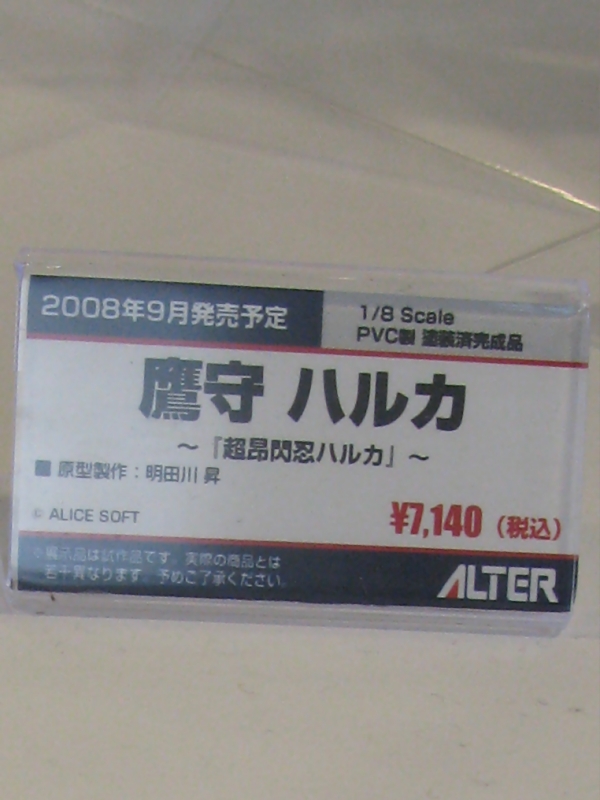 2008年9月発売予定
1/8 Scale
PVC製 塗装済完成品
鷹守 ハルカ
～『超昂閃忍ハルカ』～
■ 原型製作：明田川 昇
© ALICE SOFT
¥7,140（税込）
※展示品は試作品です。実際の商品とは
若干異なります。予めご了承ください。
ALTER